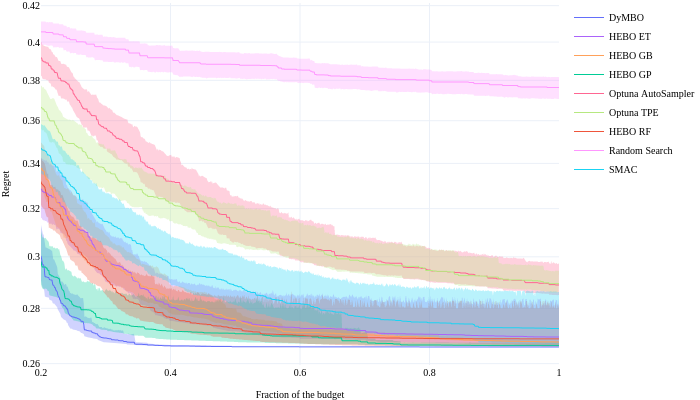 0.42
0.4
0.38
0.36
0.34
0.32
0.3
0.28
0.26
Regret
0.2
0.4
0.6
0.8
1
Fraction of the budget
DyMBO
HEBO ET
HEBO GB
HEBO GP
Optuna AutoSampler
Optuna TPE
HEBO RF
Random Search
SMAC